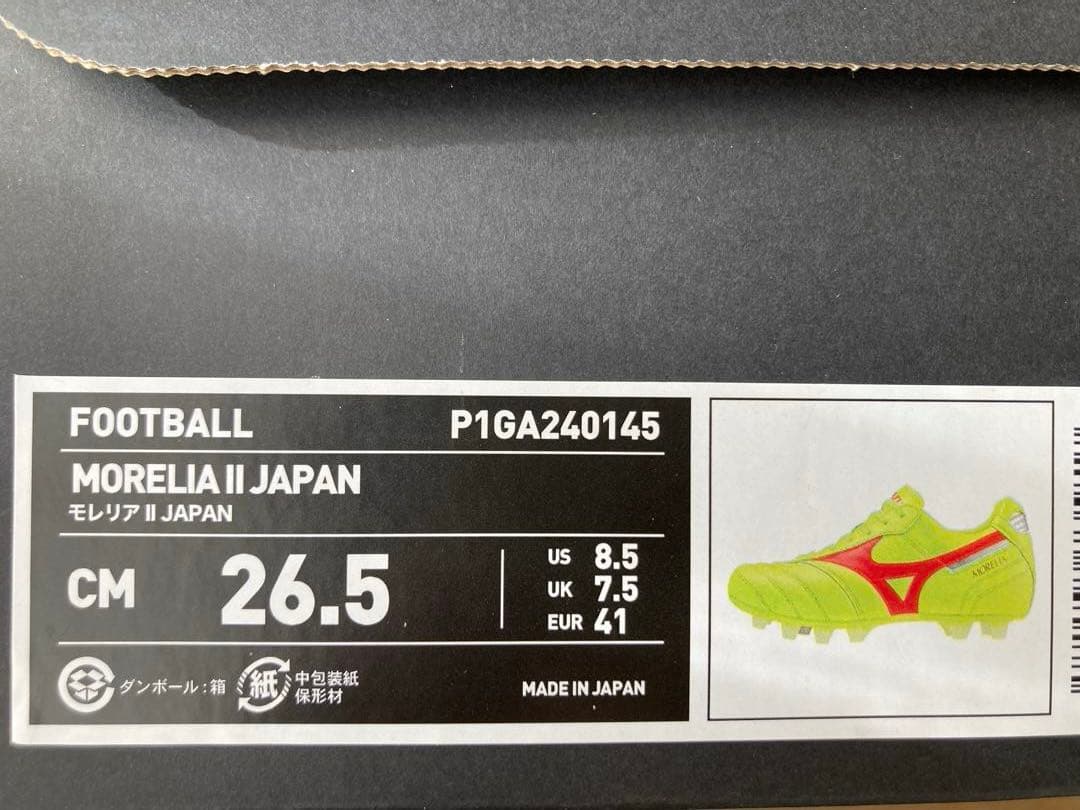 FOOTBALL P1GA240145
MORELIA II JAPAN
モレリア II JAPAN
CM 26.5
US 8.5
UK 7.5
EUR 41
ダンボール : 箱
紙
中包装紙
保形材
MADE IN JAPAN
MORELIA